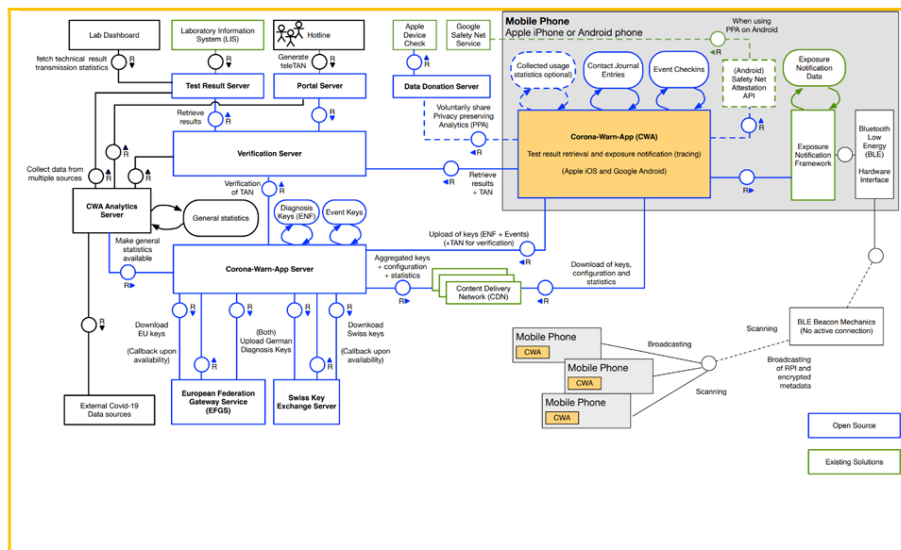 Mobile Phone
Apple iPhone or Android phone
When using
PPA on Android
R
Lab Dashboard
Laboratory Information
System (LIS)
Hotline
Apple
Device
Check
Google
Safety Net
Service
fetch technical result
transmission statistics
R
R
Generate
teleTAN
R
R
Test Result Server
Portal Server
Data Donation Server
Collected usage
statistics optional)
Contact Journal
Entries
Event Checkins
(Android)
Safety Net
Attestation
API
Exposure
Notification
Data
Retrieve
results
R
R
Voluntarily share
Privacy preserving
Analytics (PPA)
R
R
Corona-Warn-App (CWA)
Test result retrieval and exposure notification (tracing)
(Apple iOS and Google Android)
Exposure
Notification
Framework
Bluetooth
Low
Energy
(BLE)
Hardware
Interface
R
Verification Server
Collect data from
multiple sources
R
R
Verification
of TAN
R
Retrieve
results
+ TAN
R
CWA Analytics
Server
General statistics
Diagnosis
Keys (ENF)
Event Keys
Make general
statistics
available
R
Upload of keys (ENF + Events)
(+TAN for verification)
R
Corona-Warn-App Server
Aggregated keys
+ configuration
+ statistics
R
Content Delivery
Network (CDN)
Download of keys,
configuration and
statistics
R
R
Download
EU keys
(Callback upon
availability)
R
R
R
(Both)
Upload German
Diagnosis Keys
R
R
R
Downkoad
Swiss keys
(Callback upon
availability)
BLE Beacon Mechanics
(No active connection)
Mobile Phone
CWA
Mobile Phone
CWA
Mobile Phone
CWA
Broadcasting
Scanning
Scanning
Broadcasting
of RPI and
encrypted
metadata
External Covid-19
Data sources
European Federation
Gateway Service
(EFGS)
Swiss Key
Exchange Server
Open Source
Existing Solutions